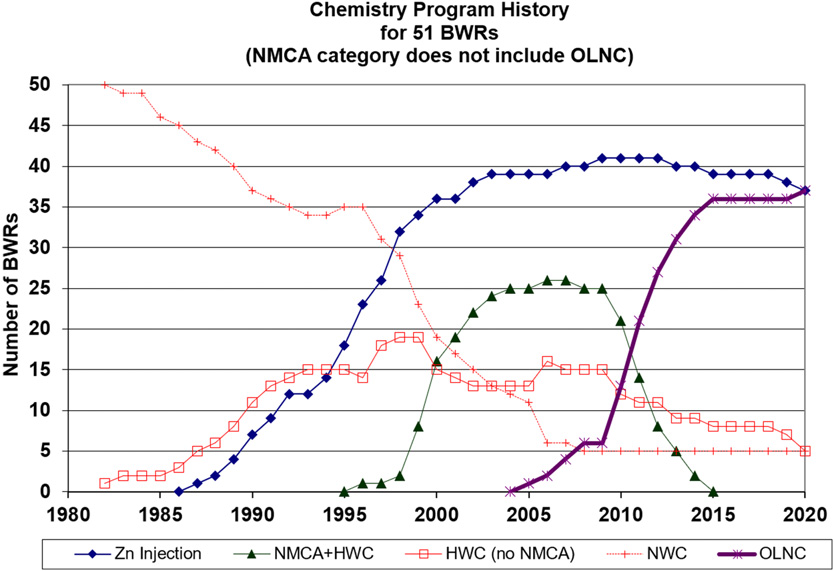 Chemistry Program History
for 51 BWRs
(NMCA category does not include OLNC)
Number of BWRs
50
45
40
35
30
25
20
15
10
5
0
1980 1985 1990 1995 2000 2005 2010 2015 2020
Zn Injection NMCA+HWC HWC (no NMCA) NWC OLNC